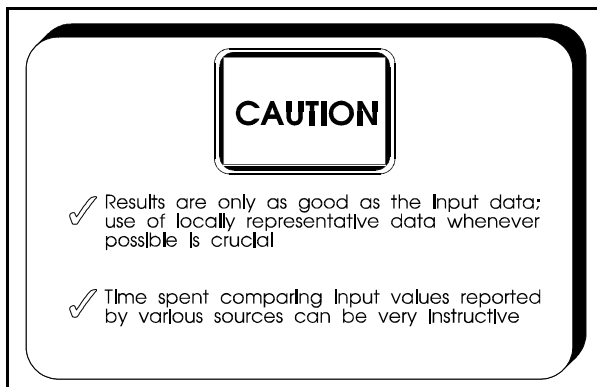 CAUTION
✓ Results are only as good as the input data;
use of locally representative data whenever
possible is crucial
✓ Time spent comparing input values reported
by various sources can be very instructive